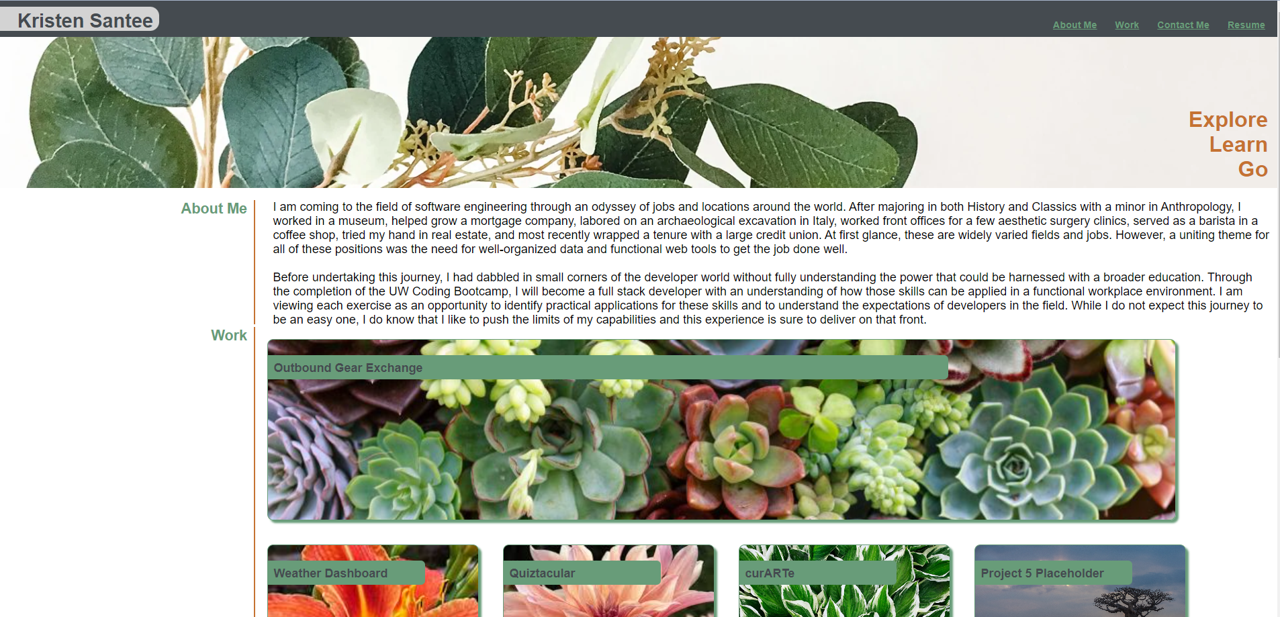 Kristen Santee
About Me Work Contact Me Resume
Explore
Learn
Go
About Me
I am coming to the field of software engineering through an odyssey of jobs and locations around the world. After majoring in both History and Classics with a minor in Anthropology, I
worked in a museum, helped grow a mortgage company, labored on an archaeological excavation in Italy, worked front offices for a few aesthetic surgery clinics, served as a barista in a
coffee shop, tried my hand in real estate, and most recently wrapped a tenure with a large credit union. At first glance, these are widely varied fields and jobs. However, a uniting theme for
all of these positions was the need for well-organized data and functional web tools to get the job done well.
Before undertaking this journey, I had dabbled in small corners of the developer world without fully understanding the power that could be harnessed with a broader education. Through
the completion of the UW Coding Bootcamp, I will become a full stack developer with an understanding of how those skills can be applied in a functional workplace environment. I am
viewing each exercise as an opportunity to identify practical applications for these skills and to understand the expectations of developers in the field. While I do not expect this journey to
be an easy one, I do know that I like to push the limits of my capabilities and this experience is sure to deliver on that front.
Work
Outbound Gear Exchange
Weather Dashboard
Quiztacular
curARTe
Project 5 Placeholder